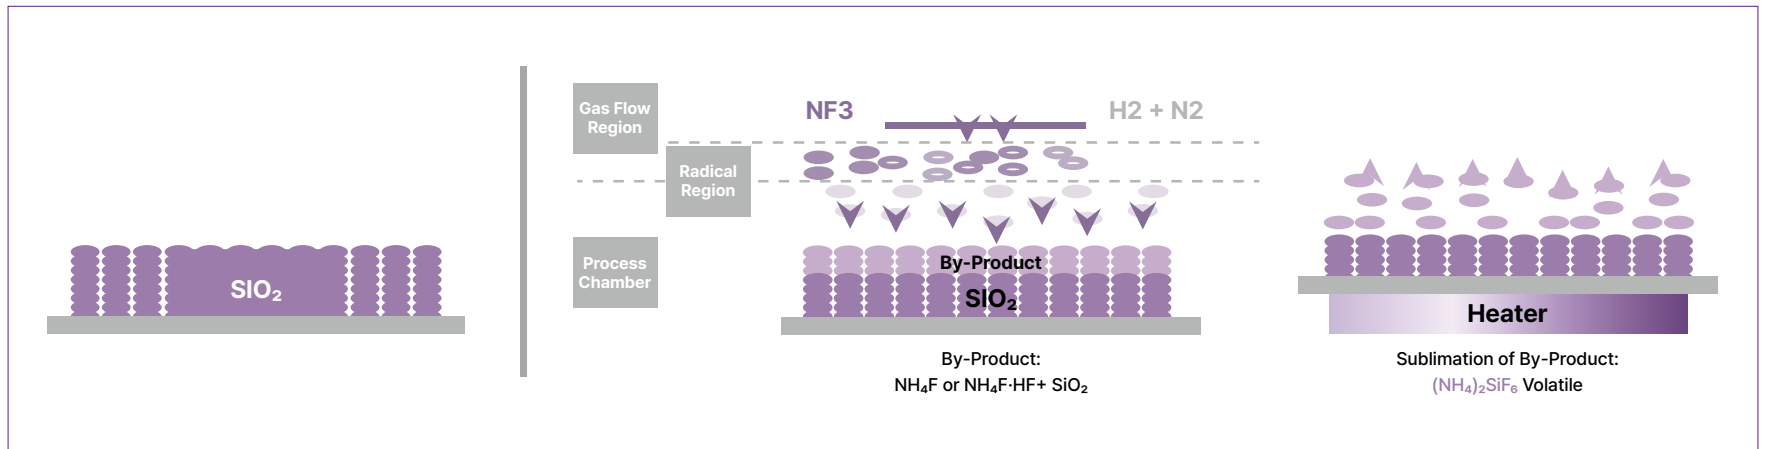 SIO₂
Gas Flow
Region
Radical
Region
Process
Chamber
NF3
H2 + N2
By-Product
SIO₂
By-Product:
NH₄F or NH₄F·HF+ SiO₂
Heater
Sublimation of By-Product:
(NH₄)₂SiF₆ Volatile